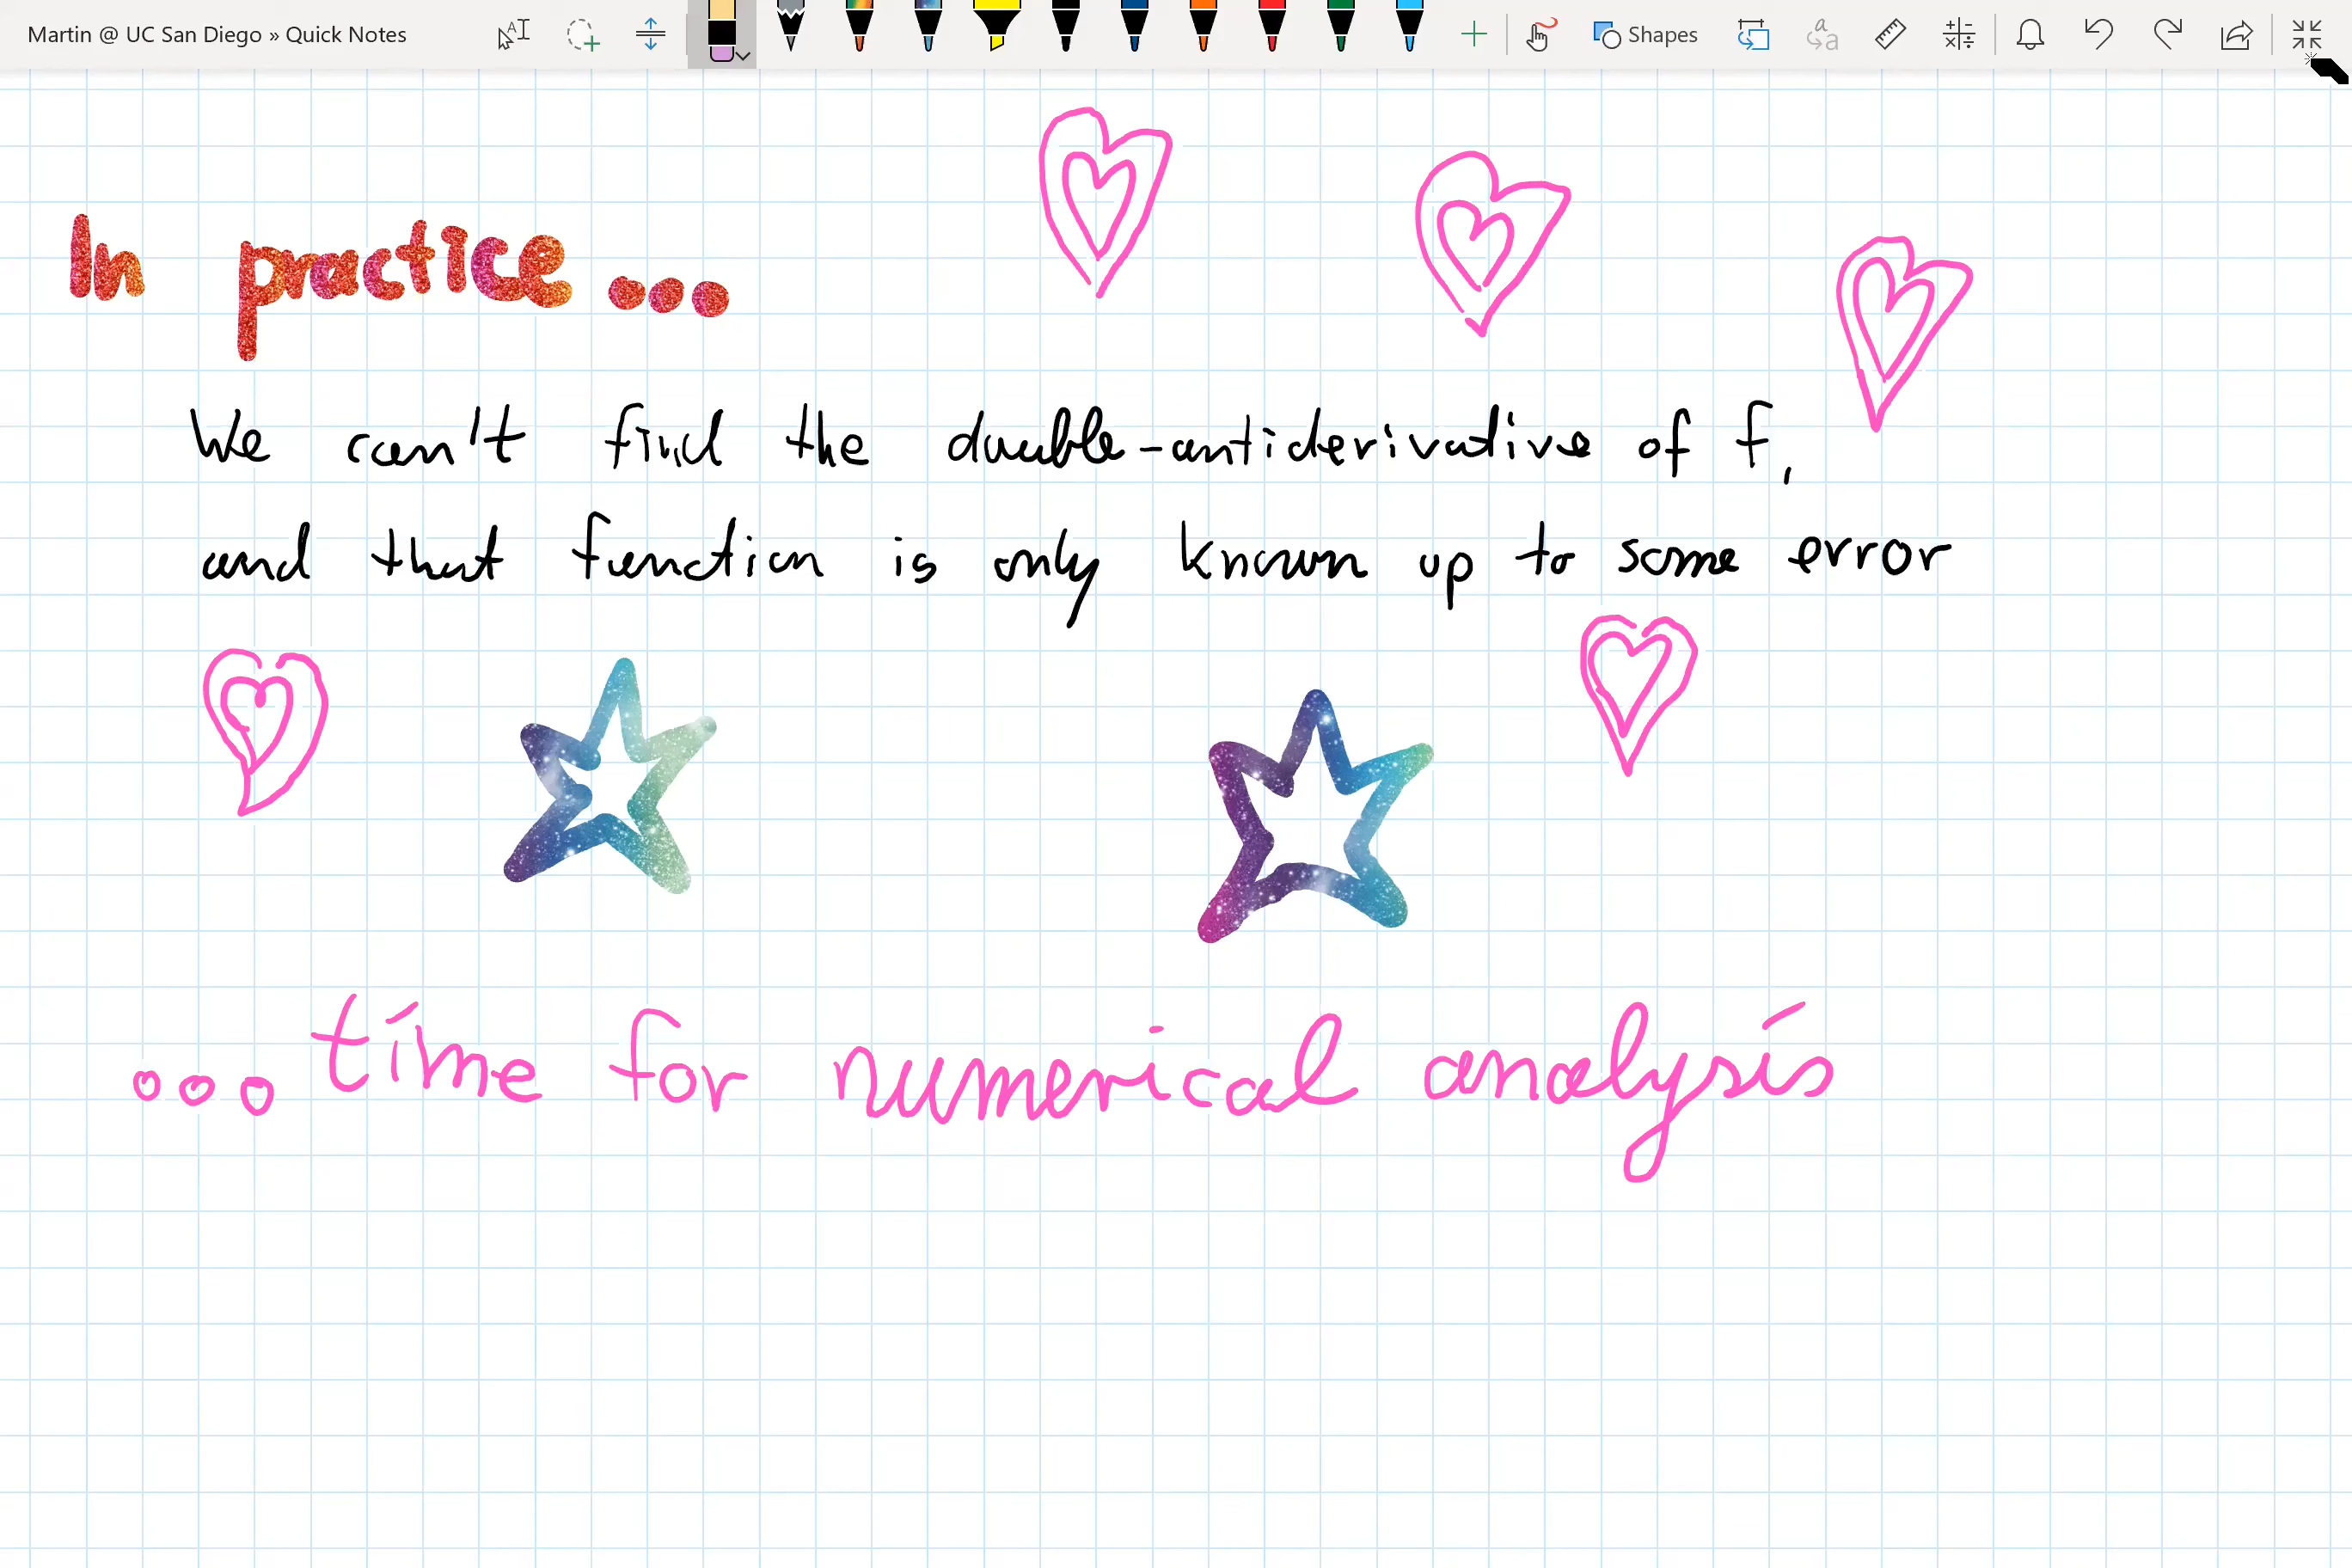 Martin @ UC San Diego » Quick Notes
Shapes
In practice...
We can't find the double-antiderivative of f,
and that function is only known up to some error
...time for numerical analysis